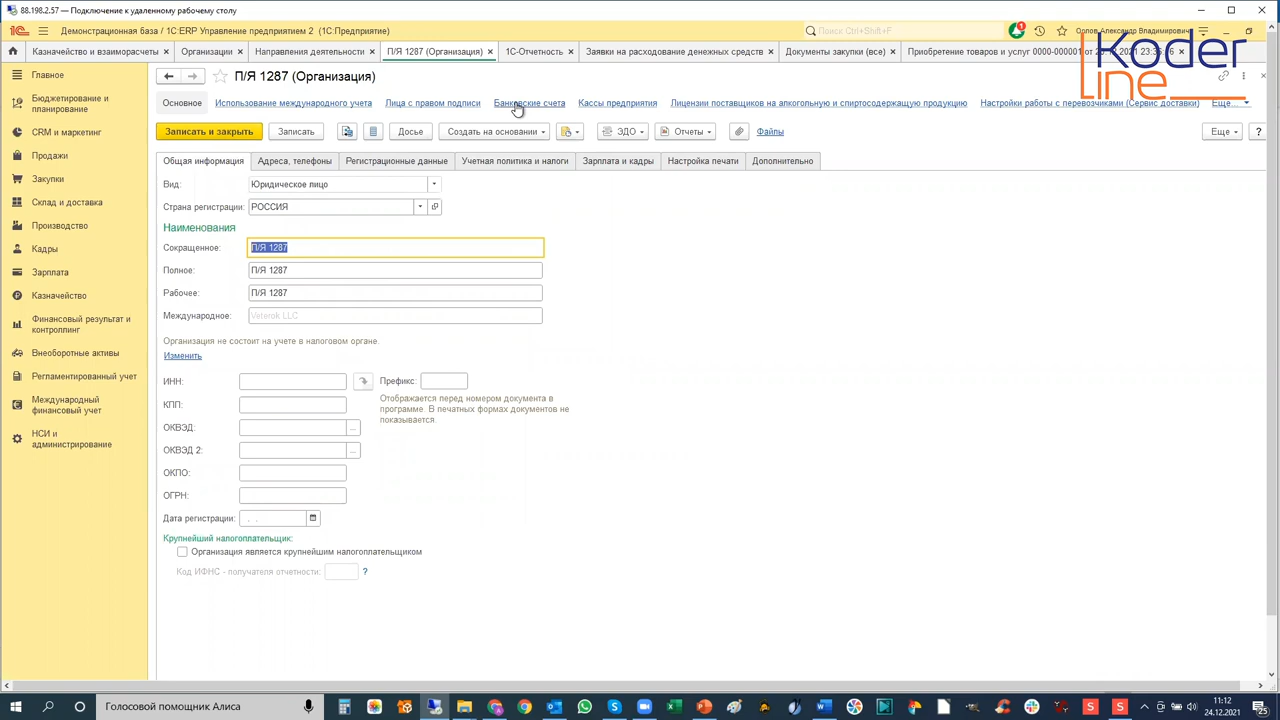 88.198.2.57 - Подключение к удаленному рабочему столу
Демонстрационная база / 1С:ERP Управление предприятием 2 (1С:Предприятие)
Поиск Ctrl+Shift+F
Орлов Александр Владимирович
Казначейство и взаиморасчеты × Организации × Направления деятельности × П/Я 1287 (Организация) × 1С-Отчетность × Заявки на расходование денежных средств × Документы закупки (все) × Приобретение товаров и услуг 0000-000001 от
Koder
line
Главное
Бюджетирование и
планирование
CRM и маркетинг
Продажи
Закупки
Склад и доставка
Производство
Кадры
Зарплата
Казначейство
Финансовый результат и
контроллинг
Внеоборотные активы
Регламентированный учет
Международный
финансовый учет
НСИ и
администрирование
П/Я 1287 (Организация)
Основное Использование международного учета Лица с правом подписи Банковские счета Кассы предприятия Лицензии поставщиков на алкогольную и спиртосодержащую продукцию Настройки работы с перевозчиками (Сервис доставки) Еще...
Записать и закрыть Записать Досье Создать на основании ЭДО Отчеты Файлы Еще ?
Общая информация Адреса, телефоны Регистрационные данные Учетная политика и налоги Зарплата и кадры Настройка печати Дополнительно
Вид: Юридическое лицо
Страна регистрации: РОССИЯ
Наименования
Сокращенное: П/Я 1287
Полное: П/Я 1287
Рабочее: П/Я 1287
Международное: Veterok LLC
Организация не состоит на учете в налоговом органе.
Изменить
ИНН: Префикс:
Отображается перед номером документа в
программе. В печатных формах документов не
показывается.
КПП:
ОКВЭД: ...
ОКВЭД 2: ...
ОКПО:
ОГРН:
Дата регистрации: . .
Крупнейший налогоплательщик:
Организация является крупнейшим налогоплательщиком
Код ИФНС - получателя отчетности: ?
Голосовой помощник Алиса
11:12
24.12.2021